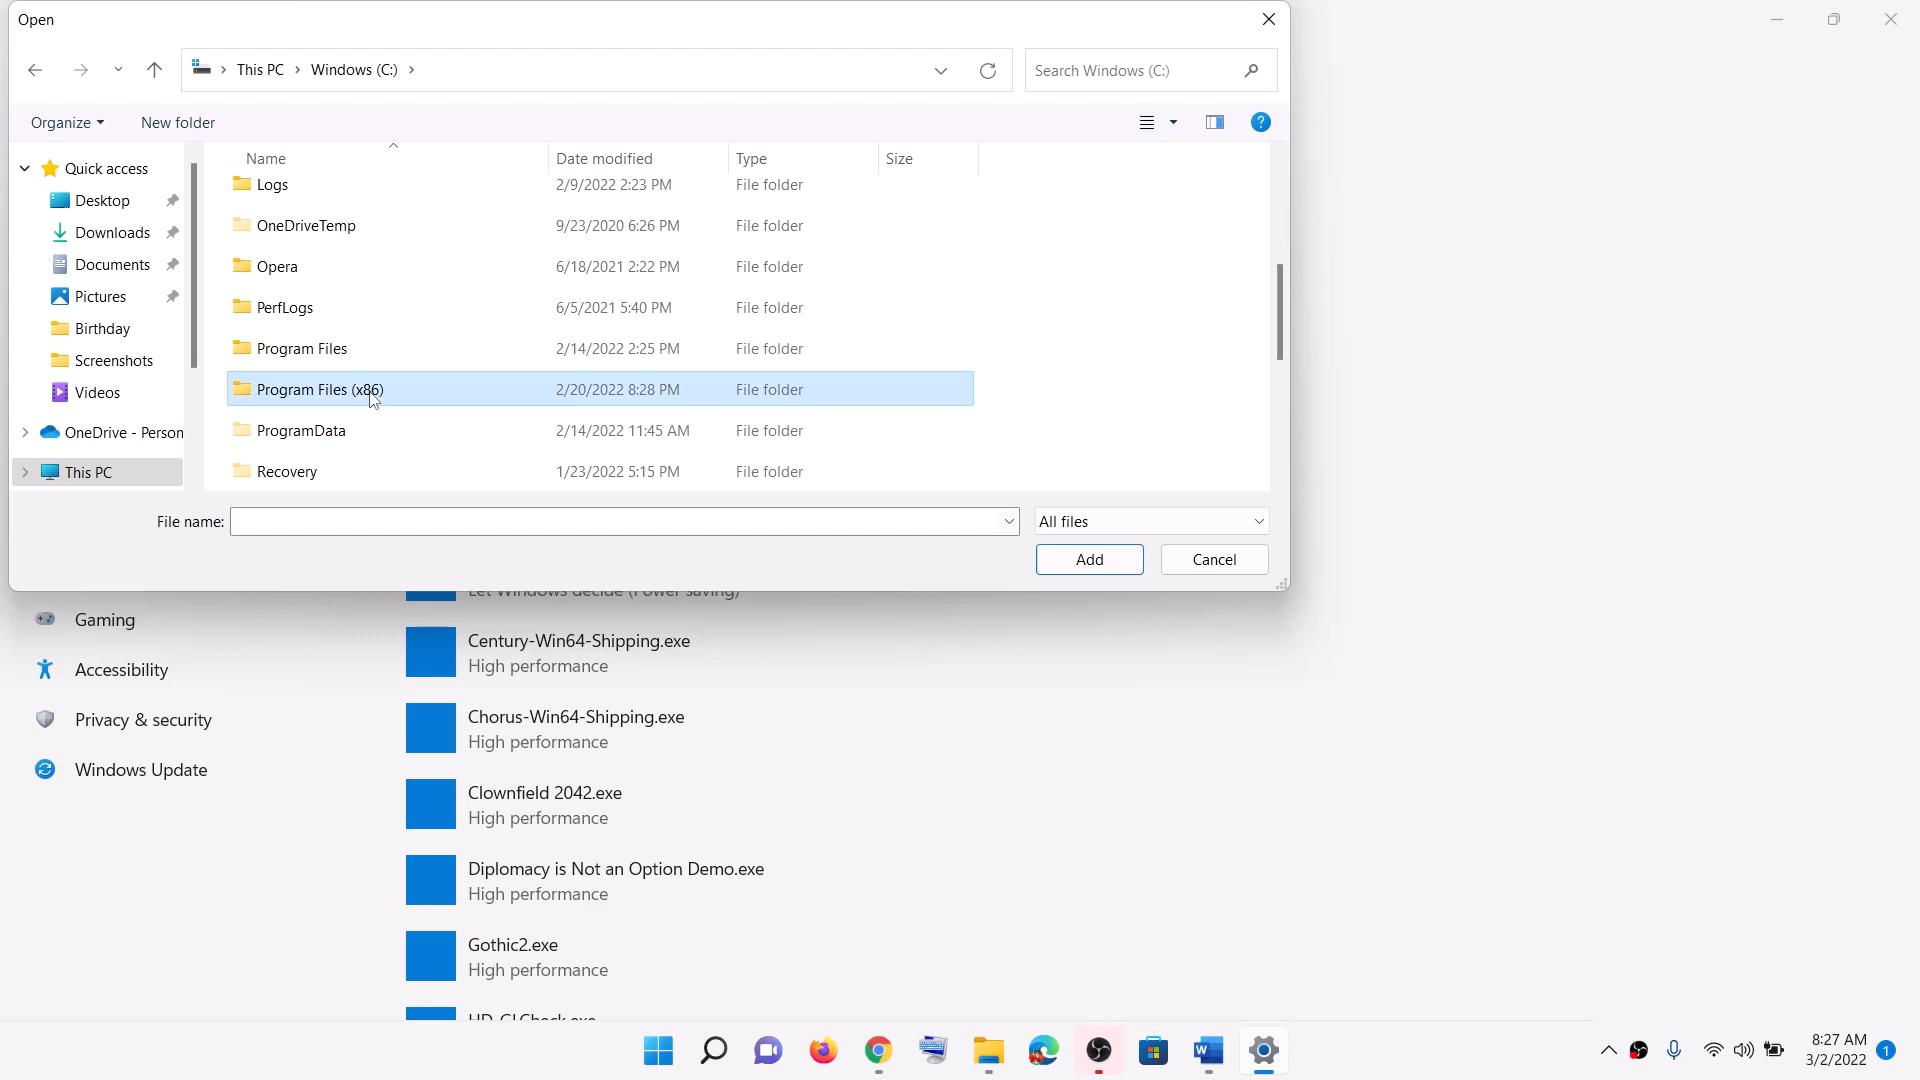 Open
This PC > Windows (C:) >
Search Windows (C:)
Organize
New folder
Name
Date modified
Type
Size
Quick access
Desktop
Downloads
Documents
Pictures
Birthday
Screenshots
Videos
OneDrive - Person
This PC
Logs 2/9/2022 2:23 PM File folder
OneDriveTemp 9/23/2020 6:26 PM File folder
Opera 6/18/2021 2:22 PM File folder
PerfLogs 6/5/2021 5:40 PM File folder
Program Files 2/14/2022 2:25 PM File folder
Program Files (x86) 2/20/2022 8:28 PM File folder
ProgramData 2/14/2022 11:45 AM File folder
Recovery 1/23/2022 5:15 PM File folder
File name:
All files
Add
Cancel
Let Windows decide (Power saving)
Gaming
Accessibility
Privacy & security
Windows Update
Century-Win64-Shipping.exe
High performance
Chorus-Win64-Shipping.exe
High performance
Clownfield 2042.exe
High performance
Diplomacy is Not an Option Demo.exe
High performance
Gothic2.exe
High performance
8:27 AM
3/2/2022
1